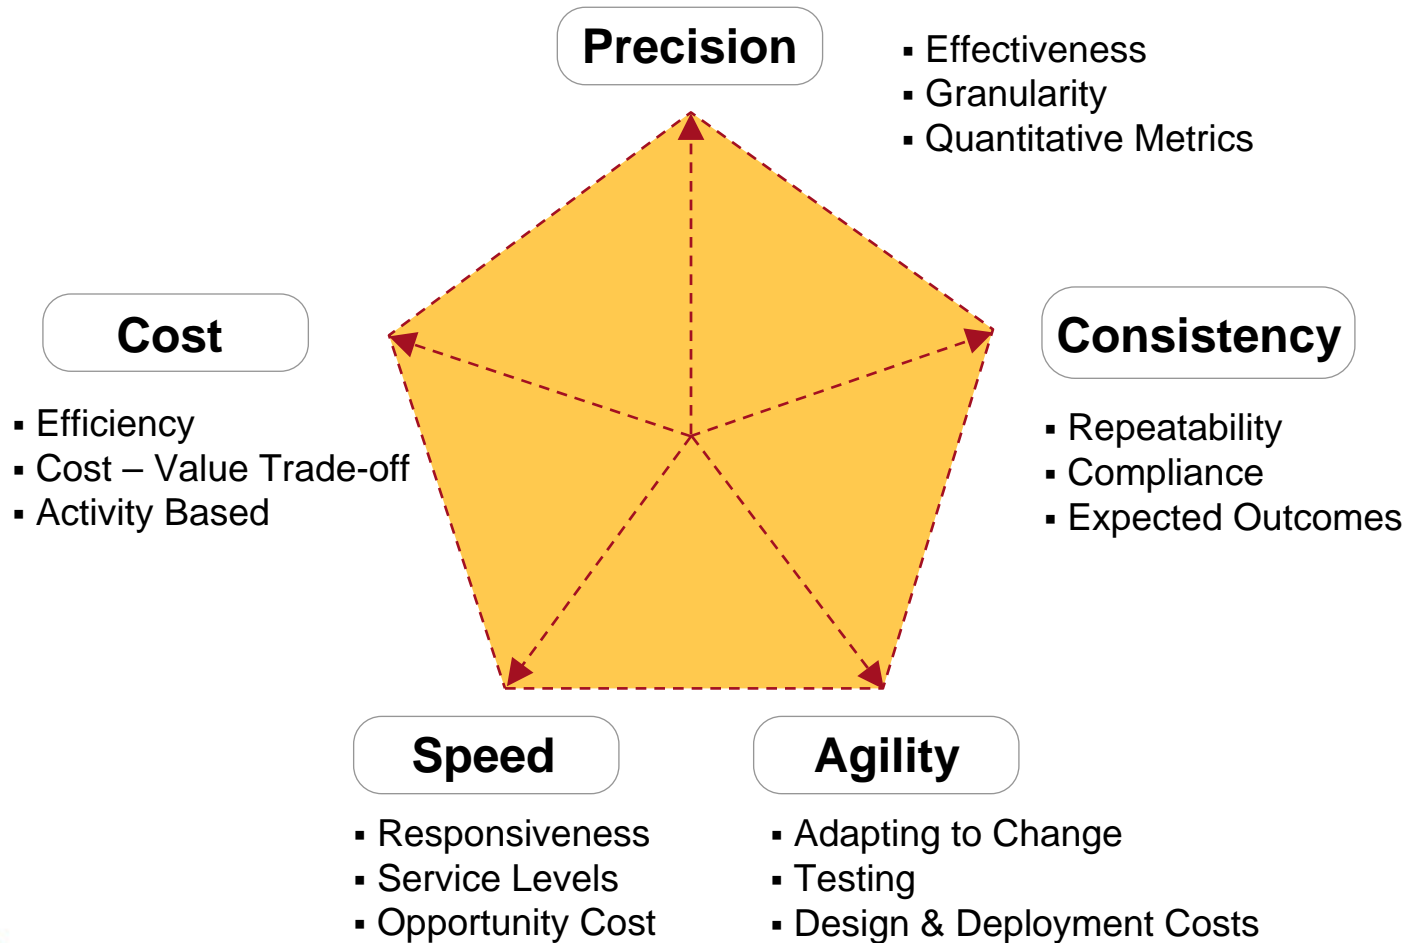 Precision
▪ Effectiveness
▪ Granularity
▪ Quantitative Metrics
Cost
▪ Efficiency
▪ Cost – Value Trade-off
▪ Activity Based
Consistency
▪ Repeatability
▪ Compliance
▪ Expected Outcomes
Speed
▪ Responsiveness
▪ Service Levels
▪ Opportunity Cost
Agility
▪ Adapting to Change
▪ Testing
▪ Design & Deployment Costs